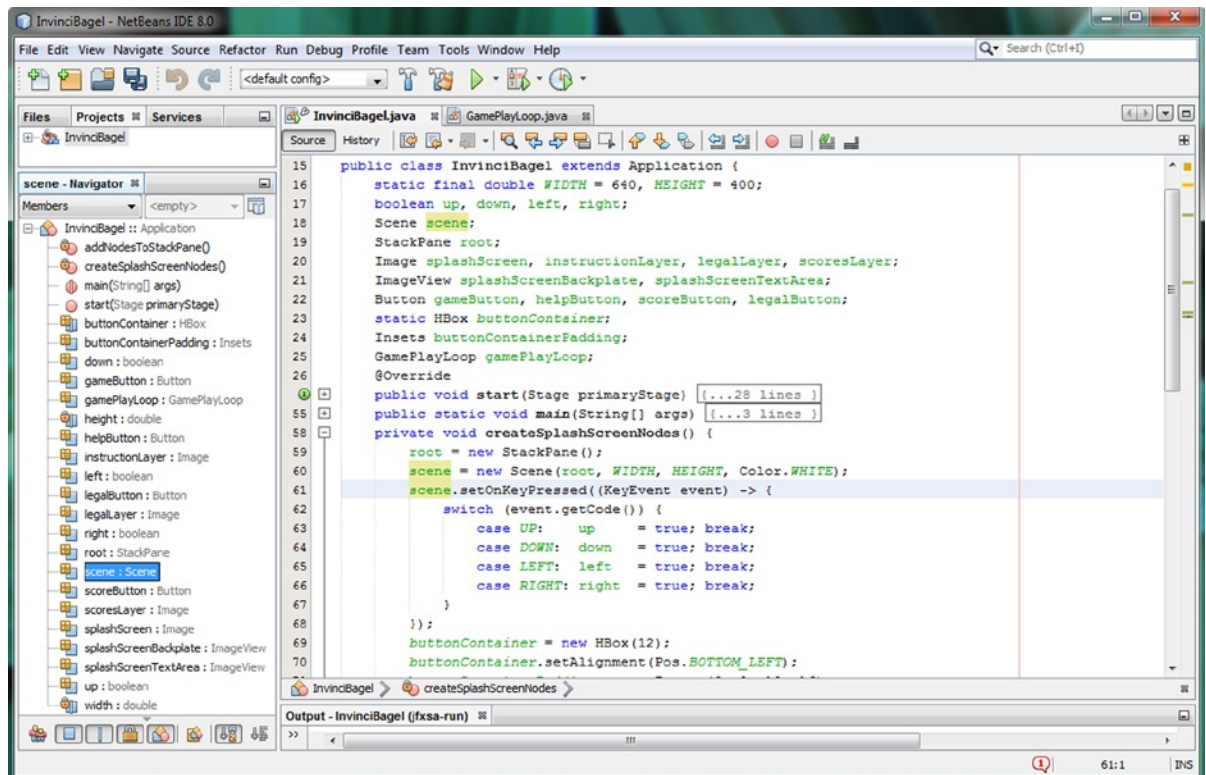 InvinciBagel - NetBeans IDE 8.0
File Edit View Navigate Source Refactor Run Debug Profile Team Tools Window Help
Search (Ctrl+I)
<default config>
Files Projects Services
InvinciBagel
scene - Navigator
Members <empty>
InvinciBagel :: Application
addNodesToStackPane()
createSplashScreenNodes()
main(String[] args)
start(Stage primaryStage)
buttonContainer : HBox
buttonContainerPadding : Insets
down : boolean
gameButton : Button
gamePlayLoop : GamePlayLoop
height : double
helpButton : Button
instructionLayer : Image
left : boolean
legalButton : Button
legalLayer : Image
right : boolean
root : StackPane
scene : Scene
scoreButton : Button
scoresLayer : Image
splashScreen : Image
splashScreenBackplate : ImageView
splashScreenTextArea : ImageView
up : boolean
width : double
InvinciBagel.java GamePlayLoop.java
Source History
15 public class InvinciBagel extends Application {
16 static final double WIDTH = 640, HEIGHT = 400;
17 boolean up, down, left, right;
18 Scene scene;
19 StackPane root;
20 Image splashScreen, instructionLayer, legalLayer, scoresLayer;
21 ImageView splashScreenBackplate, splashScreenTextArea;
22 Button gameButton, helpButton, scoreButton, legalButton;
23 static HBox buttonContainer;
24 Insets buttonContainerPadding;
25 GamePlayLoop gamePlayLoop;
26 @Override
public void start(Stage primaryStage) {...28 lines }
55 public static void main(String[] args) {...3 lines }
58 private void createSplashScreenNodes() {
59 root = new StackPane();
60 scene = new Scene(root, WIDTH, HEIGHT, Color.WHITE);
61 scene.setOnKeyPressed((KeyEvent event) -> {
62 switch (event.getCode()) {
63 case UP: up = true; break;
64 case DOWN: down = true; break;
65 case LEFT: left = true; break;
66 case RIGHT: right = true; break;
67 }
68 });
69 buttonContainer = new HBox(12);
70 buttonContainer.setAlignment(Pos.BOTTOM_LEFT);
InvinciBagel createSplashScreenNodes
Output - InvinciBagel (jfxsa-run)
1 61:1 INS